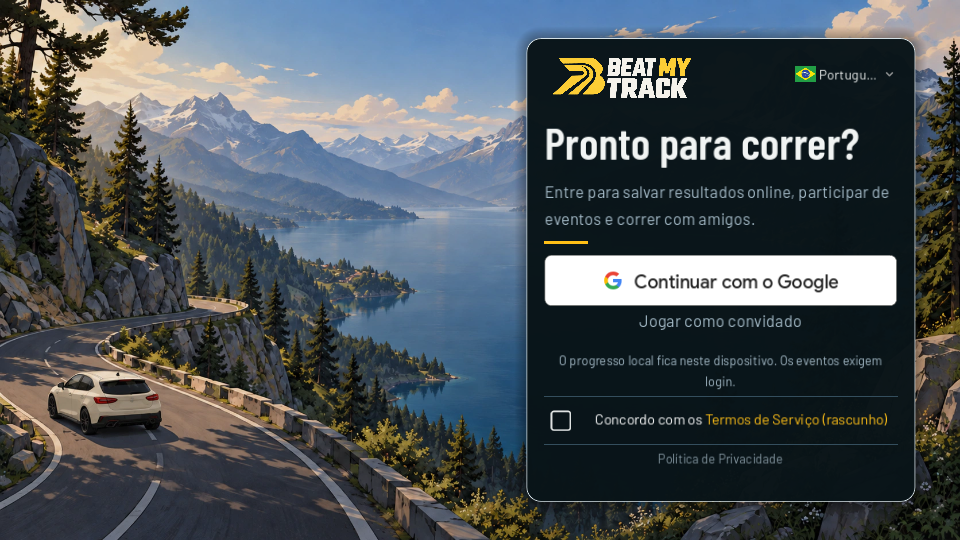 BEAT MY
TRACK
Portugu...
Pronto para correr?
Entre para salvar resultados online, participar de
eventos e correr com amigos.
Continuar com o Google
Jogar como convidado
O progresso local fica neste dispositivo. Os eventos exigem
login.
Concordo com os Termos de Serviço (rascunho)
Política de Privacidade